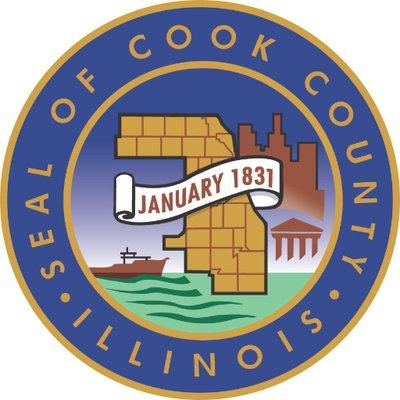 SEAL OF COOK COUNTY
ILLINOIS
JANUARY 1831